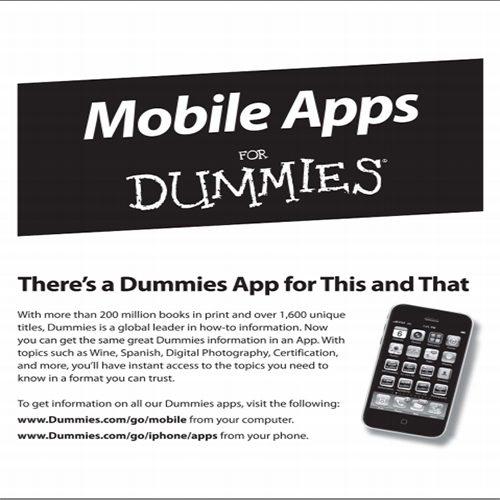 Mobile Apps
FOR
DUMMIES®
There's a Dummies App for This and That
With more than 200 million books in print and over 1,600 unique
titles, Dummies is a global leader in how-to information. Now
you can get the same great Dummies information in an App. With
topics such as Wine, Spanish, Digital Photography, Certification,
and more, you'll have instant access to the topics you need to
know in a format you can trust.
To get information on all our Dummies apps, visit the following:
www.Dummies.com/go/mobile from your computer.
www.Dummies.com/go/iphone/apps from your phone.